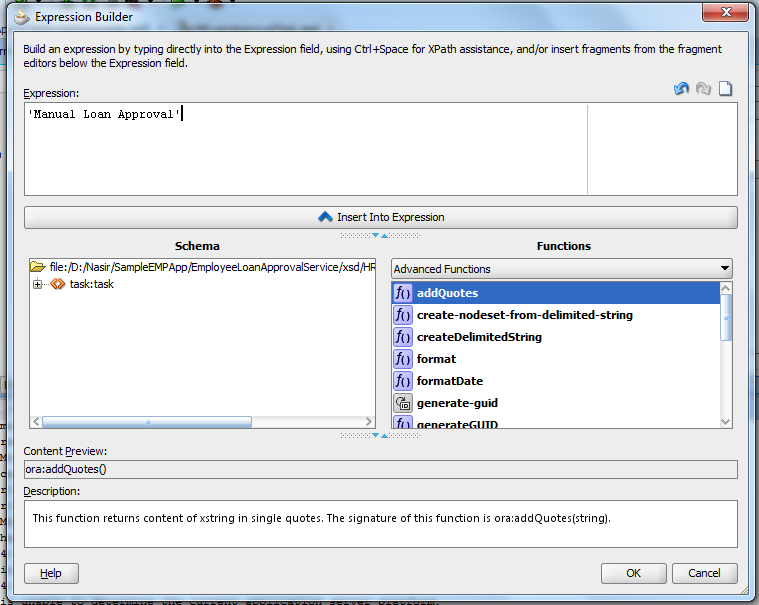 Expression Builder
Build an expression by typing directly into the Expression field, using Ctrl+Space for XPath assistance, and/or insert fragments from the fragment
editors below the Expression field.
Expression:
'Manual Loan Approval'
Insert Into Expression
Schema
Functions
file:/D:/Nasir/SampleEMPApp/EmployeeLoanApprovalService/xsd/HR
task:task
Advanced Functions
f() addQuotes
f() create-nodeset-from-delimited-string
f() createDelimitedString
f() format
f() formatDate
generate-guid
f() generateGUID
Content Preview:
ora:addQuotes()
Description:
This function returns content of xstring in single quotes. The signature of this function is ora:addQuotes(string).
Help
OK
Cancel